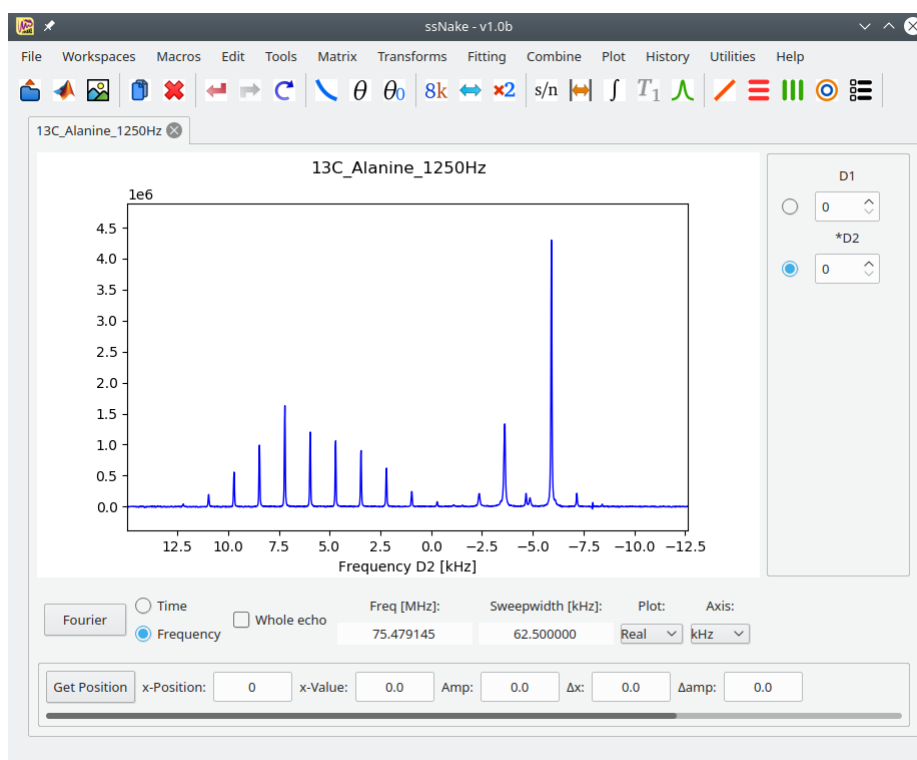 ssNake - v1.0b
File Workspaces Macros Edit Tools Matrix Transforms Fitting Combine Plot History Utilities Help
θ θ0 8k ×2 s/n ∫ T1
13C_Alanine_1250Hz
13C_Alanine_1250Hz
1e6
4.5
4.0
3.5
3.0
2.5
2.0
1.5
1.0
0.5
0.0
12.5 10.0 7.5 5.0 2.5 0.0 −2.5 −5.0 −7.5 −10.0 −12.5
Frequency D2 [kHz]
D1
0
*D2
0
Fourier
Time
Frequency
Whole echo
Freq [MHz]:
75.479145
Sweepwidth [kHz]:
62.500000
Plot:
Real
Axis:
kHz
Get Position x-Position: 0 x-Value: 0.0 Amp: 0.0 Δx: 0.0 Δamp: 0.0